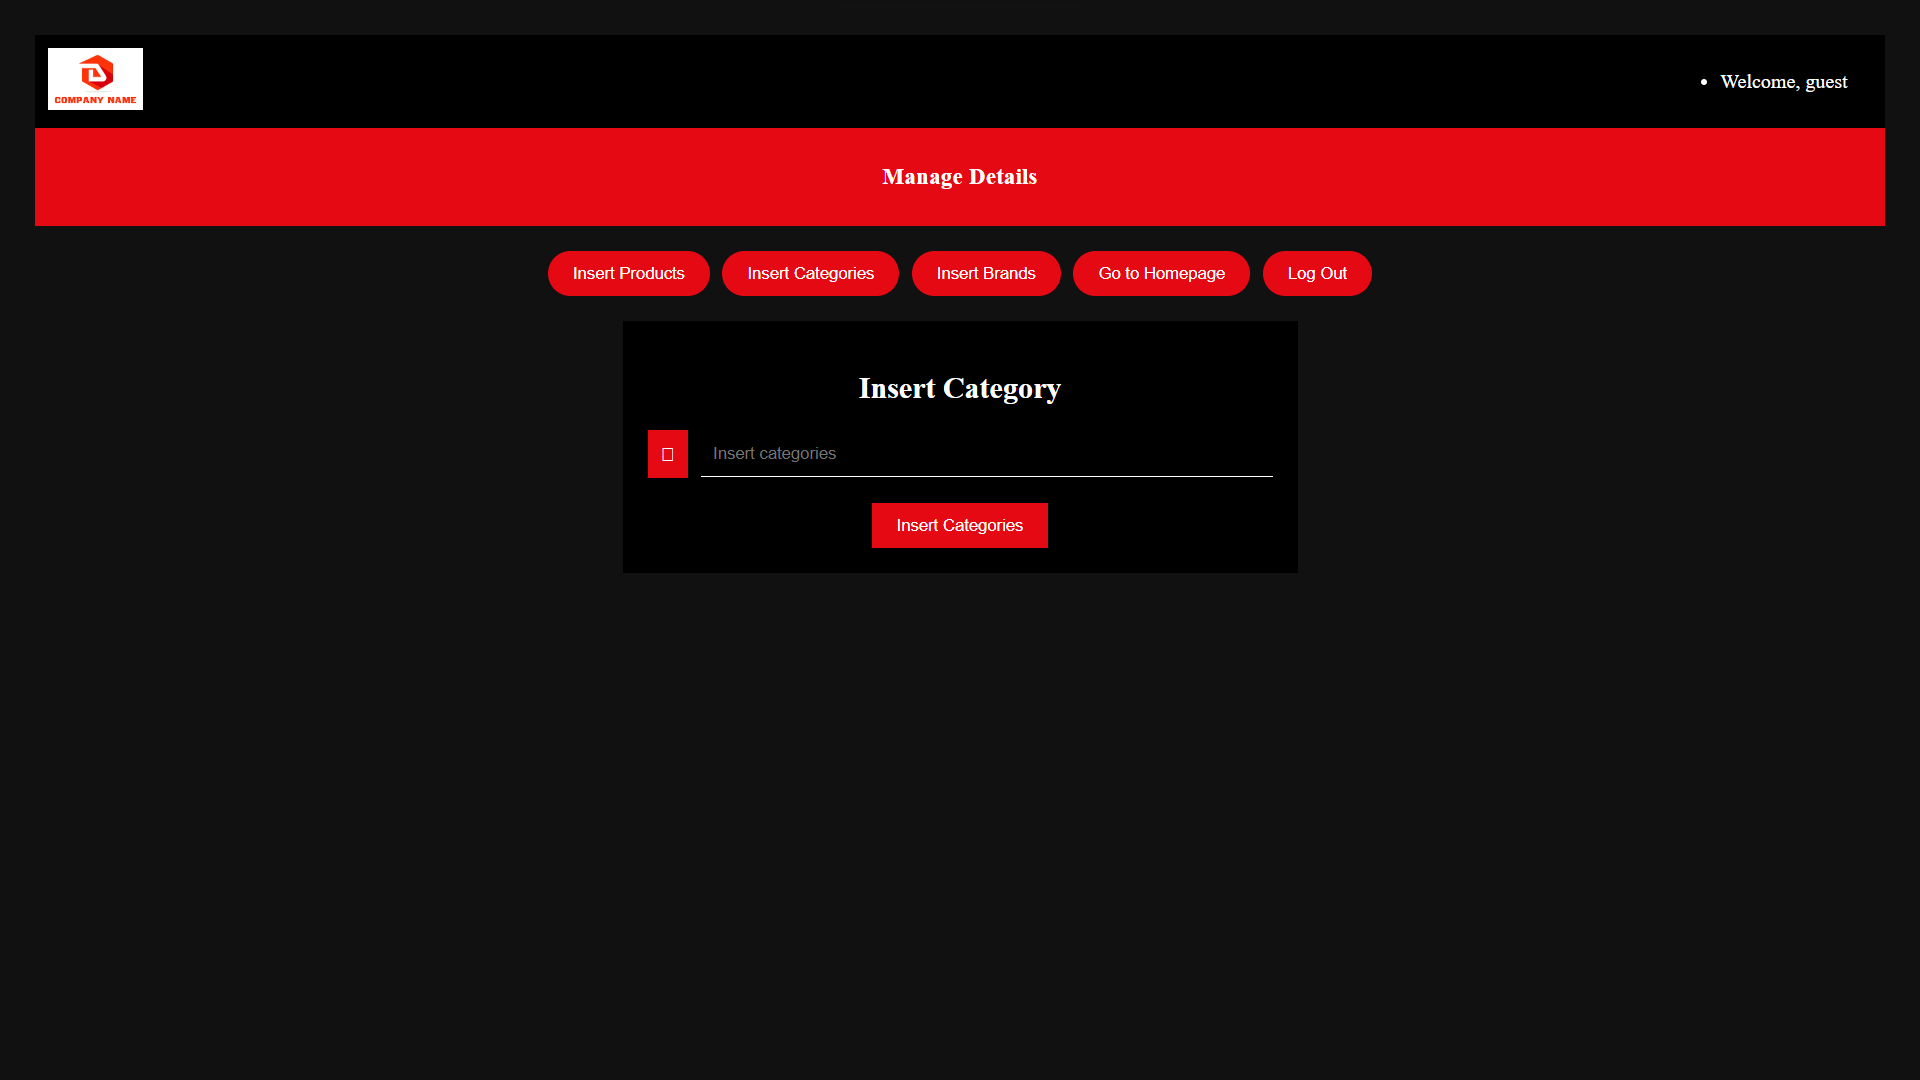 COMPANY NAME
Welcome, guest
Manage Details
Insert Products
Insert Categories
Insert Brands
Go to Homepage
Log Out
Insert Category
Insert categories
Insert Categories